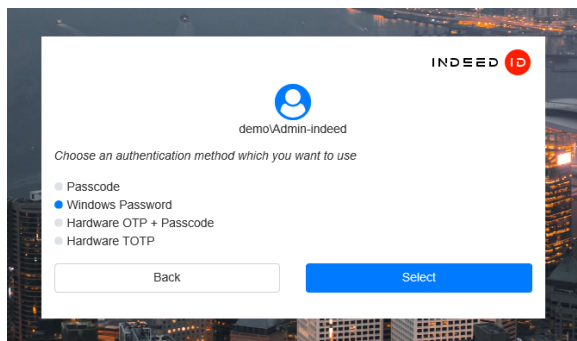 INDEED ID
demo\Admin-indeed
Choose an authentication method which you want to use
Passcode
Windows Password
Hardware OTP + Passcode
Hardware TOTP
Back
Select